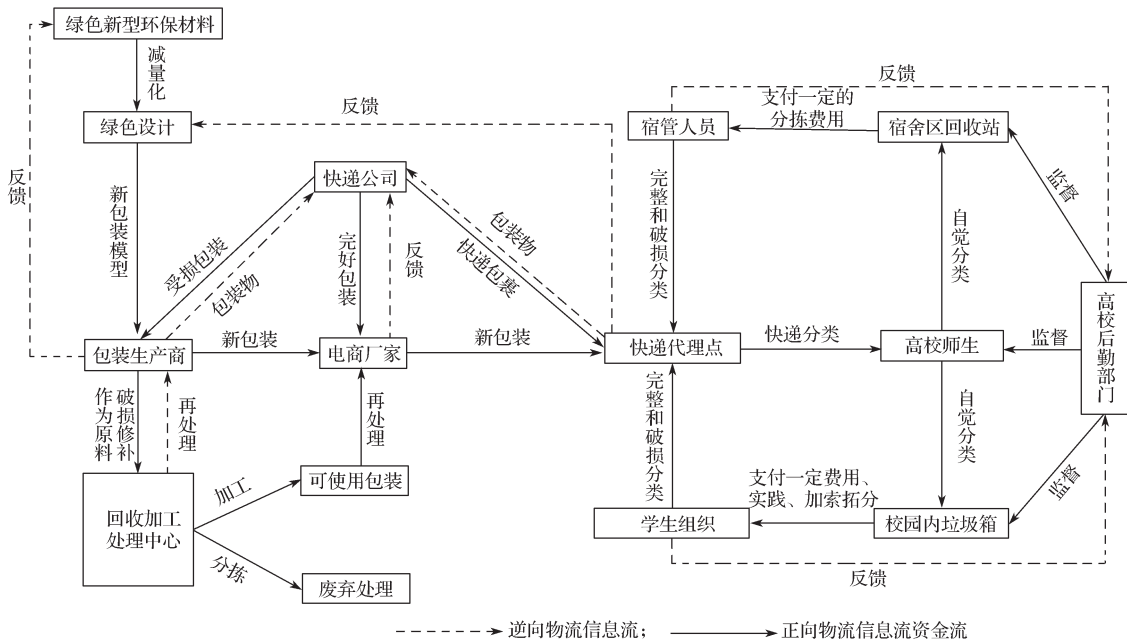 绿色新型环保材料
减量化
绿色设计
反馈
新包装模型
反馈
快递公司
受损包装
包装物
完好包装
反馈
包装物
快递包裹
包装生产商
新包装
电商厂家
新包装
快递代理点
破损修补
作为原料
再处理
再处理
回收加工
处理中心
加工
可使用包装
分拣
废弃处理
反馈
宿管人员
支付一定的
分拣费用
宿舍区回收站
监督
完整和破损分类
自觉分类
快递分类
高校师生
监督
高校后勤部门
完整和破损分类
自觉分类
监督
学生组织
支付一定费用、
实践、加索拓分
校园内垃圾箱
反馈
逆向物流信息流；
正向物流信息流资金流